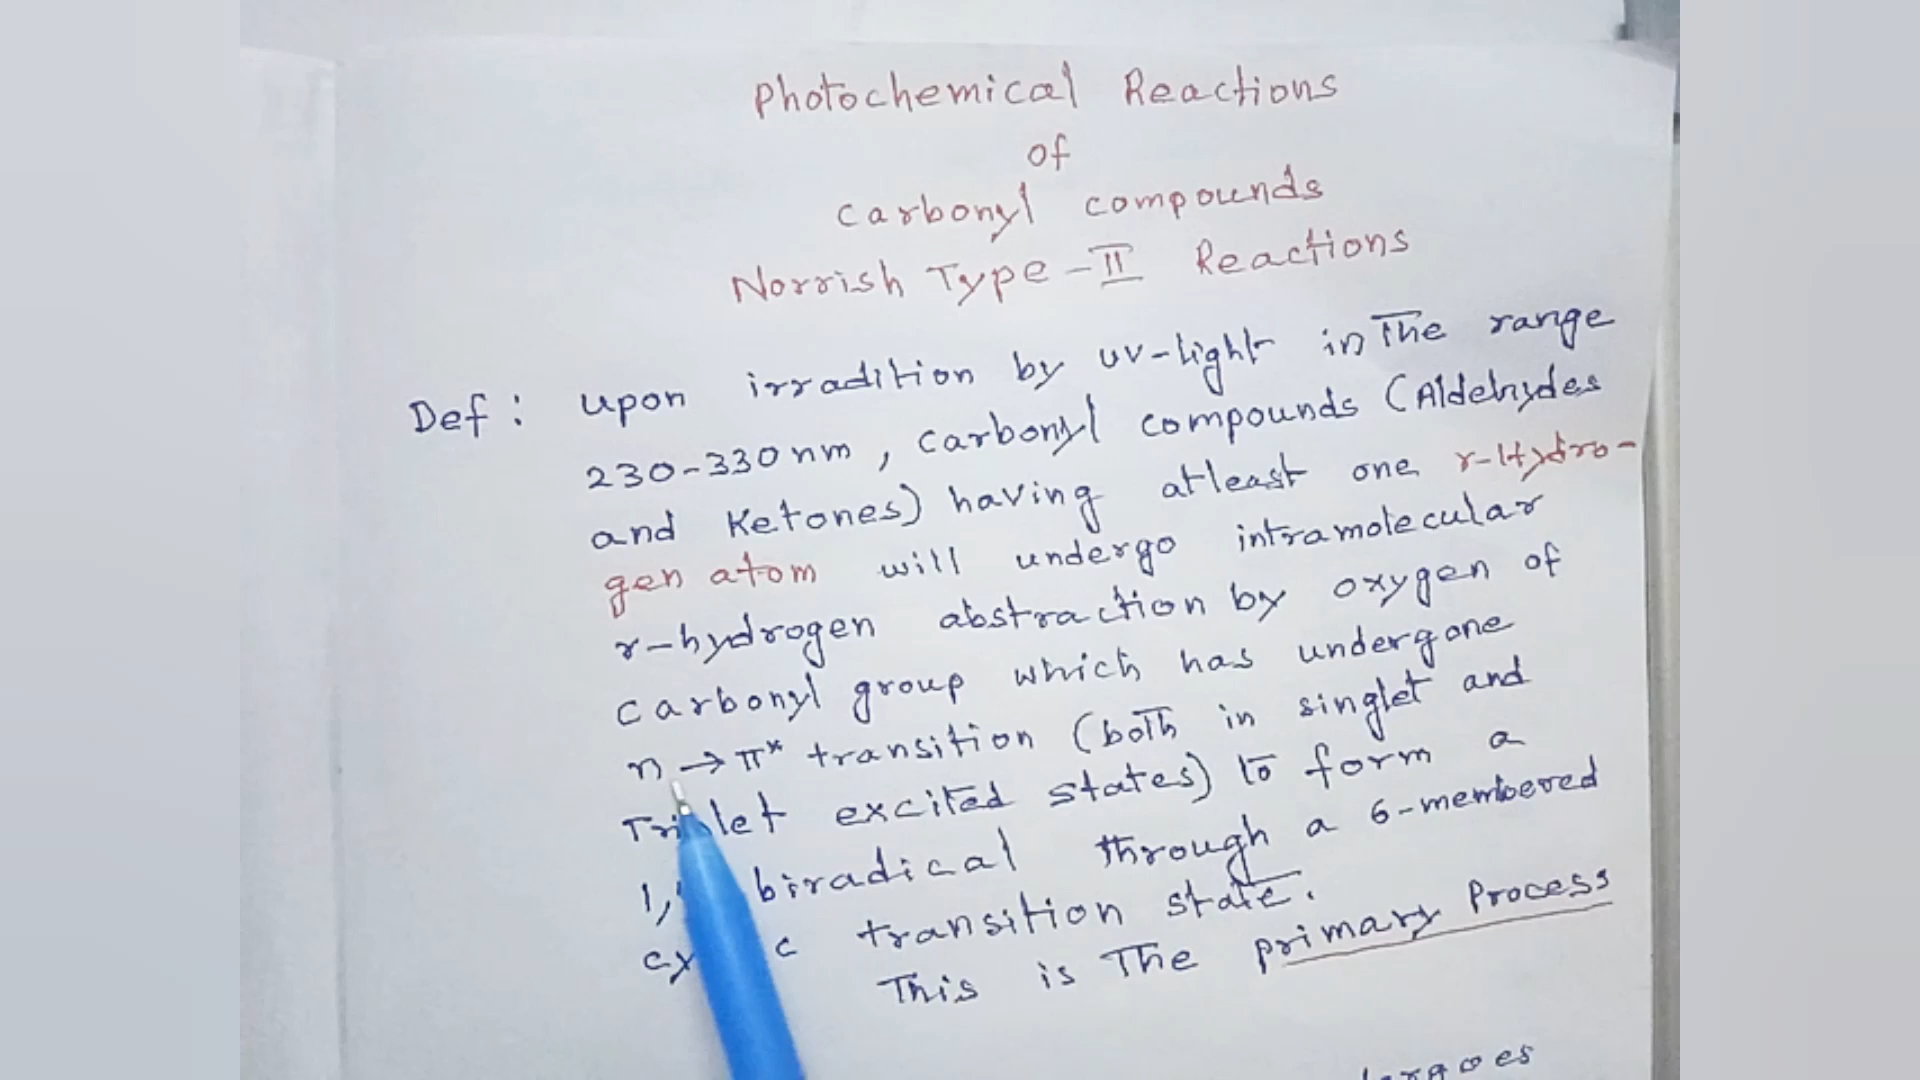 Photochemical Reactions
of
Carbonyl compounds
Norrish Type-II Reactions
Def: upon irradition by UV-light in The range
230-330nm, carbonyl compounds (Aldehydes
and Ketones) having atleast one r-Hydro-
gen atom will undergo intramolecular
r-hydrogen abstraction by oxygen of
carbonyl group which has undergone
n→π* transition (both in singlet and
excited states) to form a
biradical through a 6-membered
transition state.
This is The primary Process